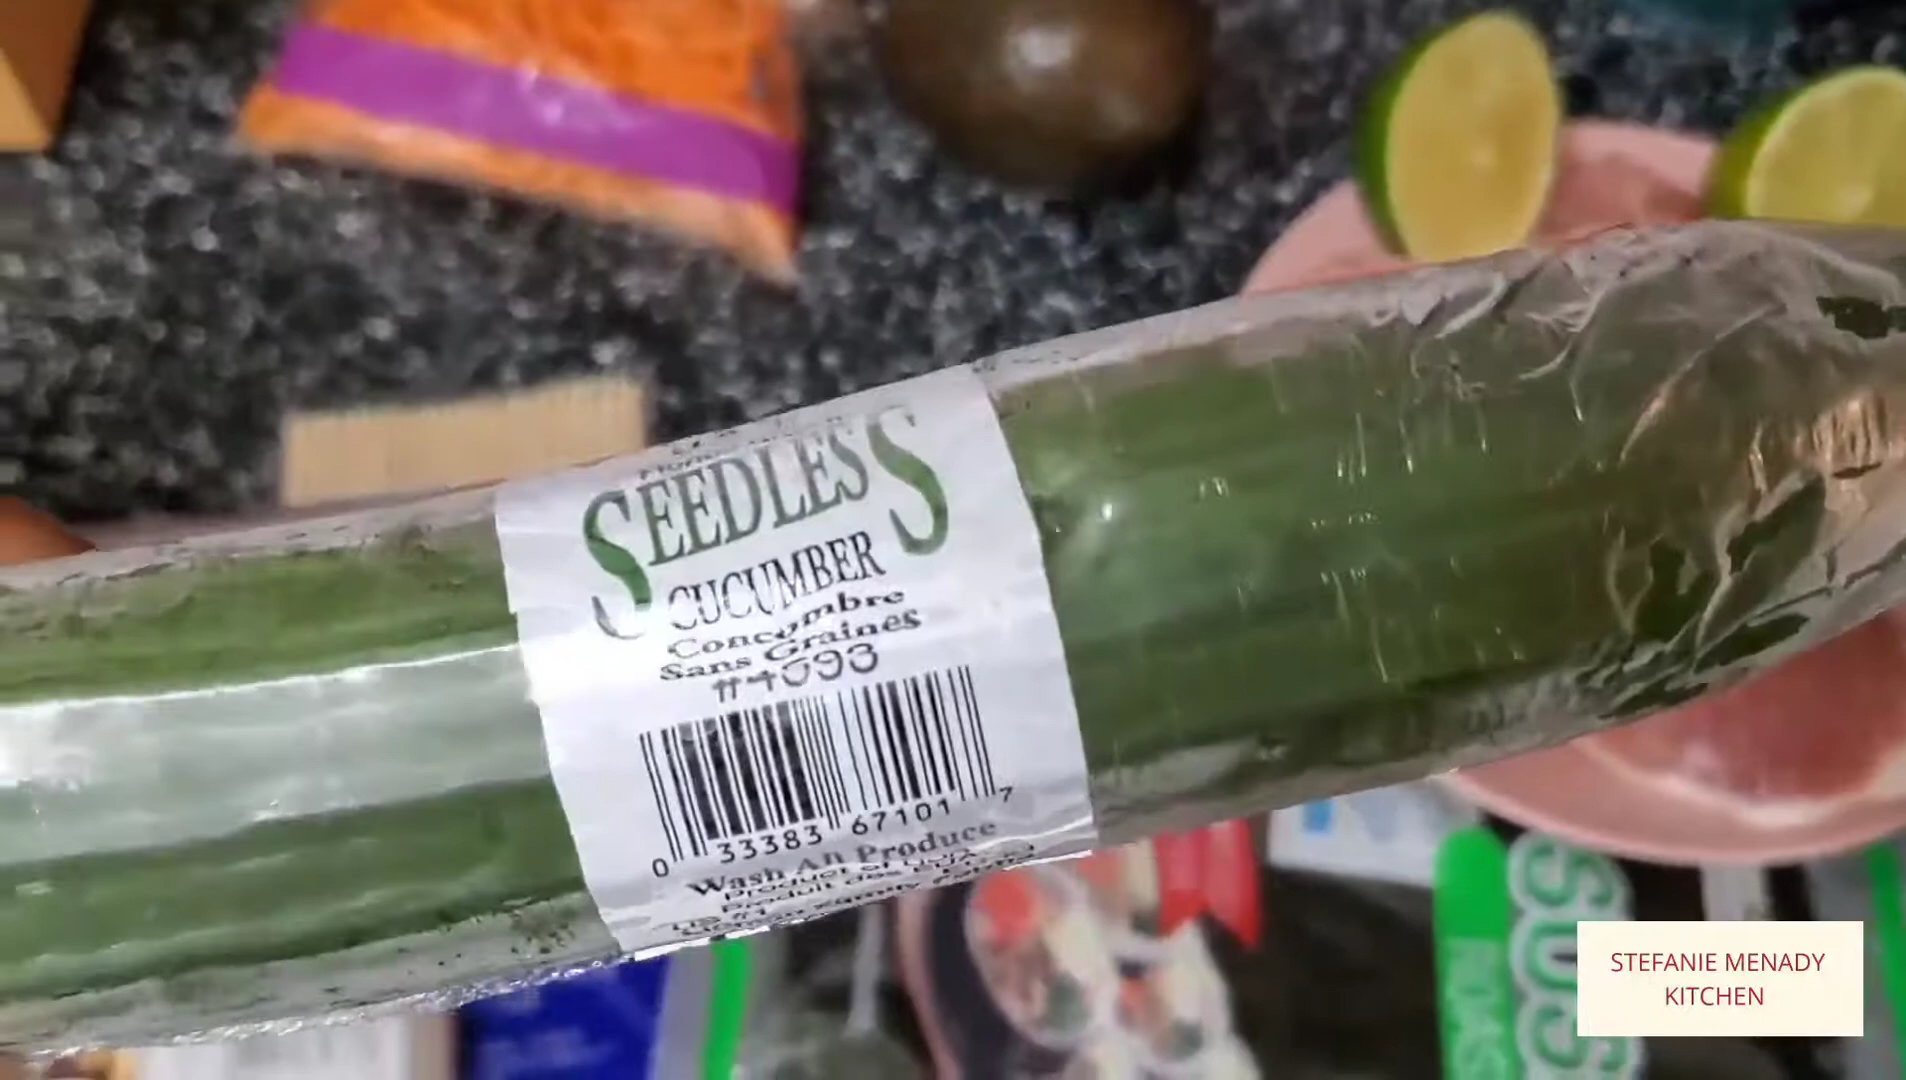 SEEDLESS
CUCUMBER
Concombre
Sans Graines
#4593
0 33383 67101 7
Wash All Produce
STEFANIE MENADY
KITCHEN